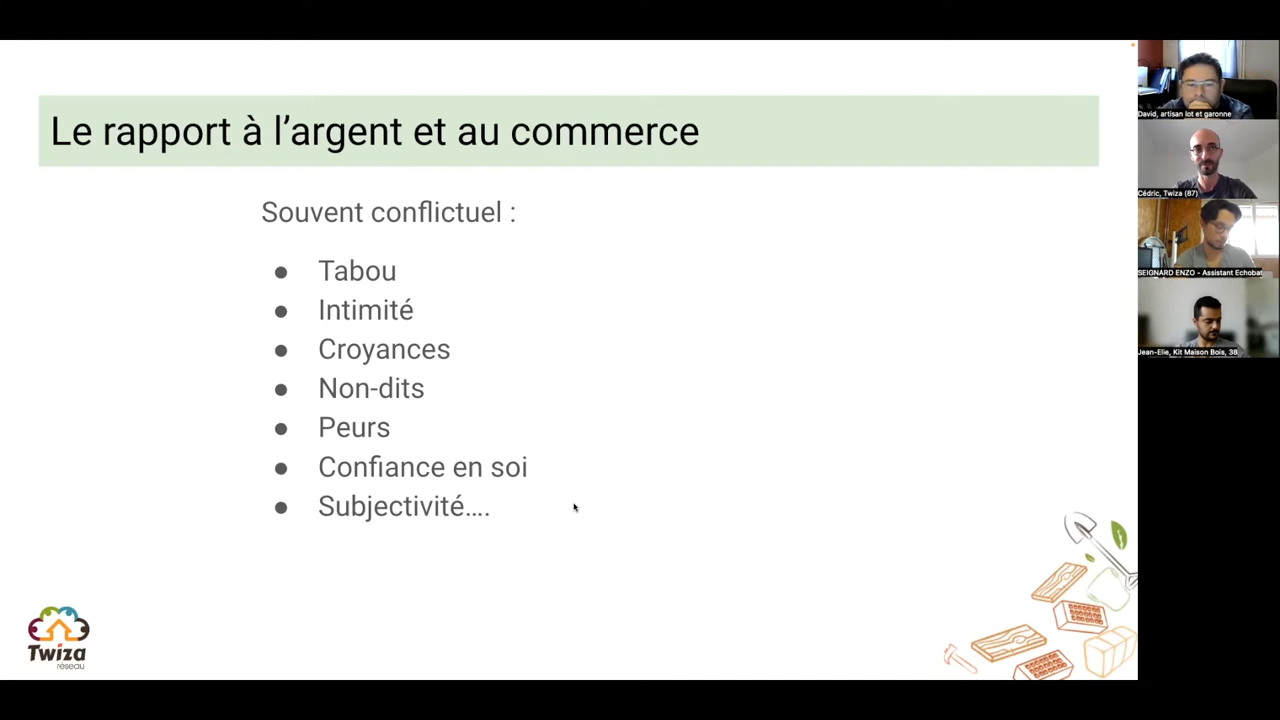 Le rapport à l’argent et au commerce
Souvent conflictuel :
● Tabou
● Intimité
● Croyances
● Non-dits
● Peurs
● Confiance en soi
● Subjectivité....
Twiza
réseau
David, artisan lot et garonne
Cédric, Twiza (87)
SEIGNARD ENZO - Assistant Echobat
Jean-Elie, Kit Maison Bois, 38